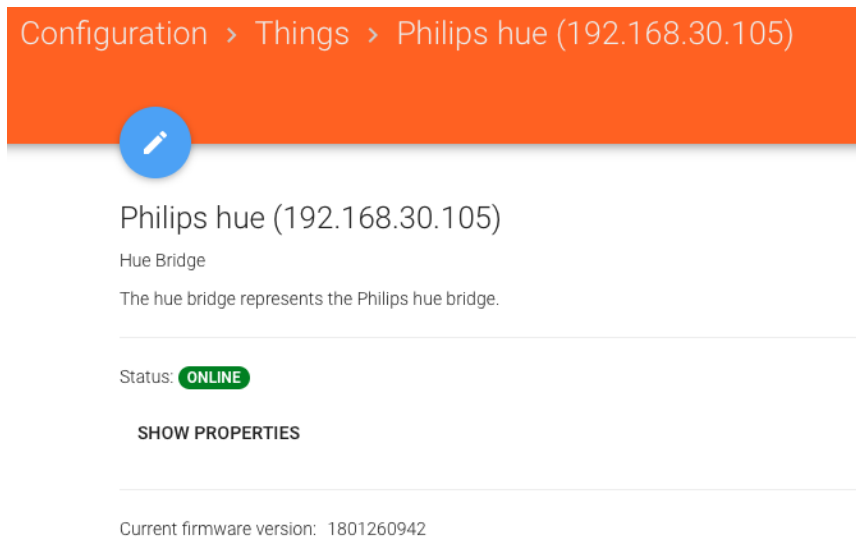 Configuration > Things > Philips hue (192.168.30.105)
Philips hue (192.168.30.105)
Hue Bridge
The hue bridge represents the Philips hue bridge.
Status: ONLINE
SHOW PROPERTIES
Current firmware version: 1801260942